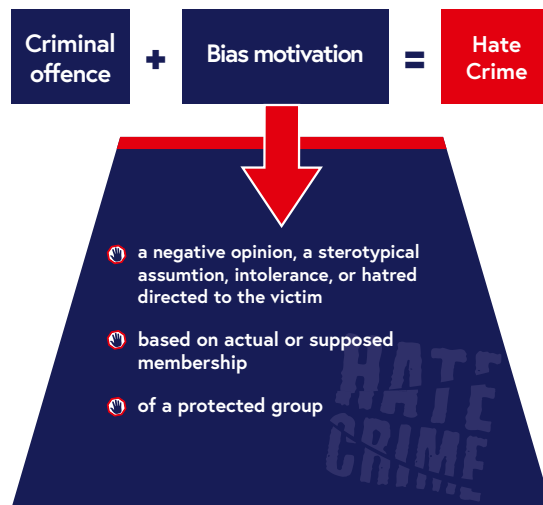 Criminal
offence
+
Bias motivation
=
Hate
Crime
a negative opinion, a sterotypical
assumtion, intolerance, or hatred
directed to the victim
based on actual or supposed
membership
of a protected group
HATE
CRIME